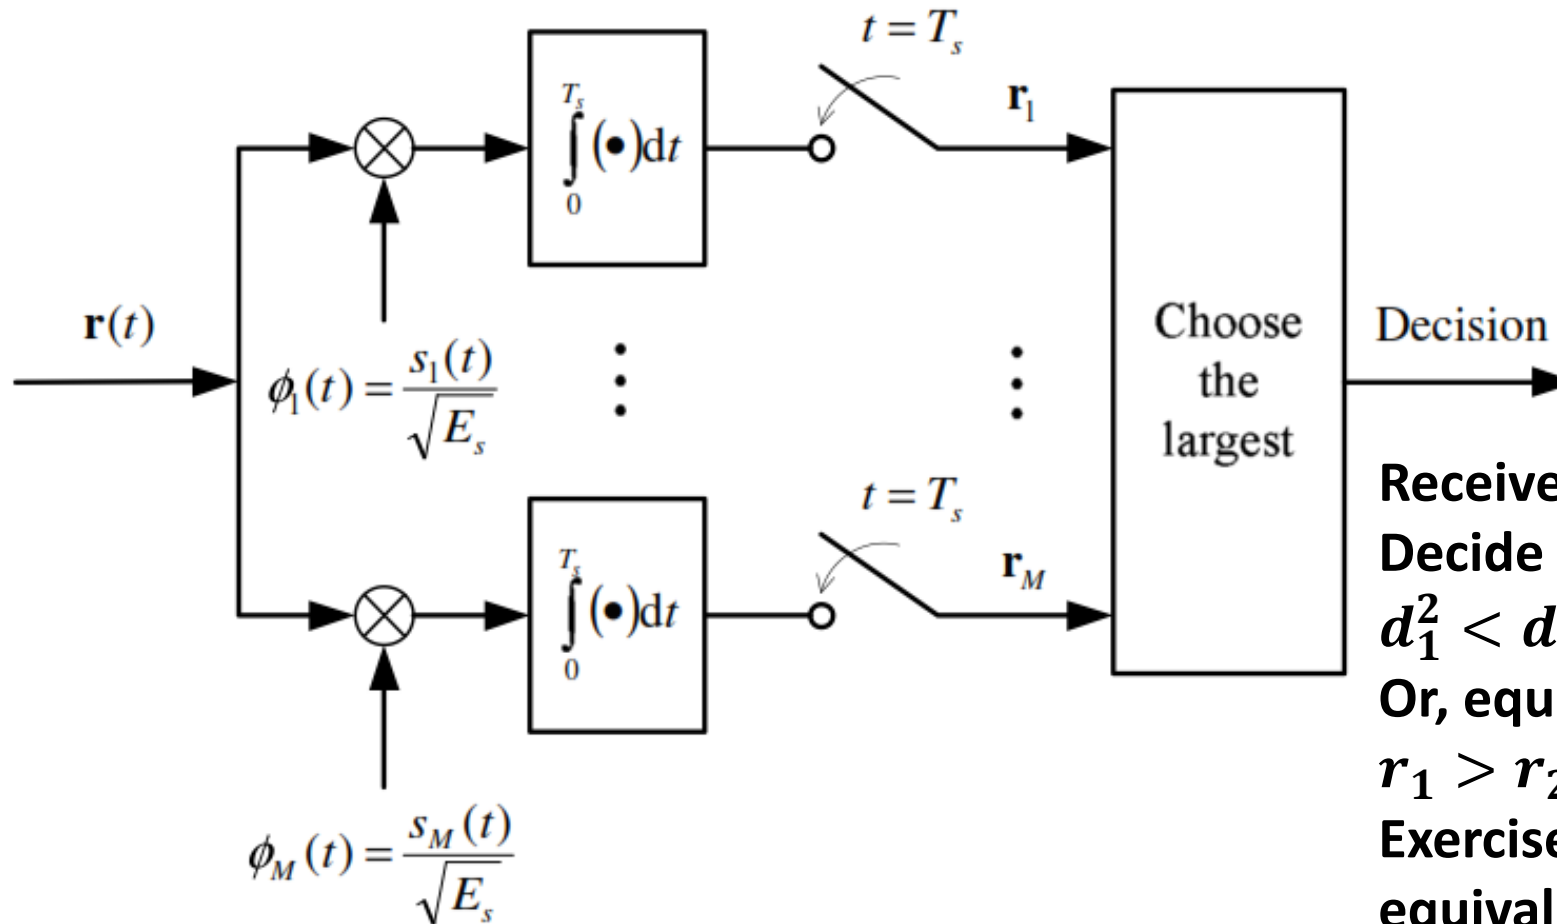 t = T_s
∫_0^{T_s} (•)dt
r_1
r(t)
ϕ_1(t) = s_1(t) / √E_s
Choose
the
largest
Decision
t = T_s
∫_0^{T_s} (•)dt
r_M
ϕ_M(t) = s_M(t) / √E_s
Receive
Decide
d_1^2 < d
Or, equ
r_1 > r_2
Exercise
equival